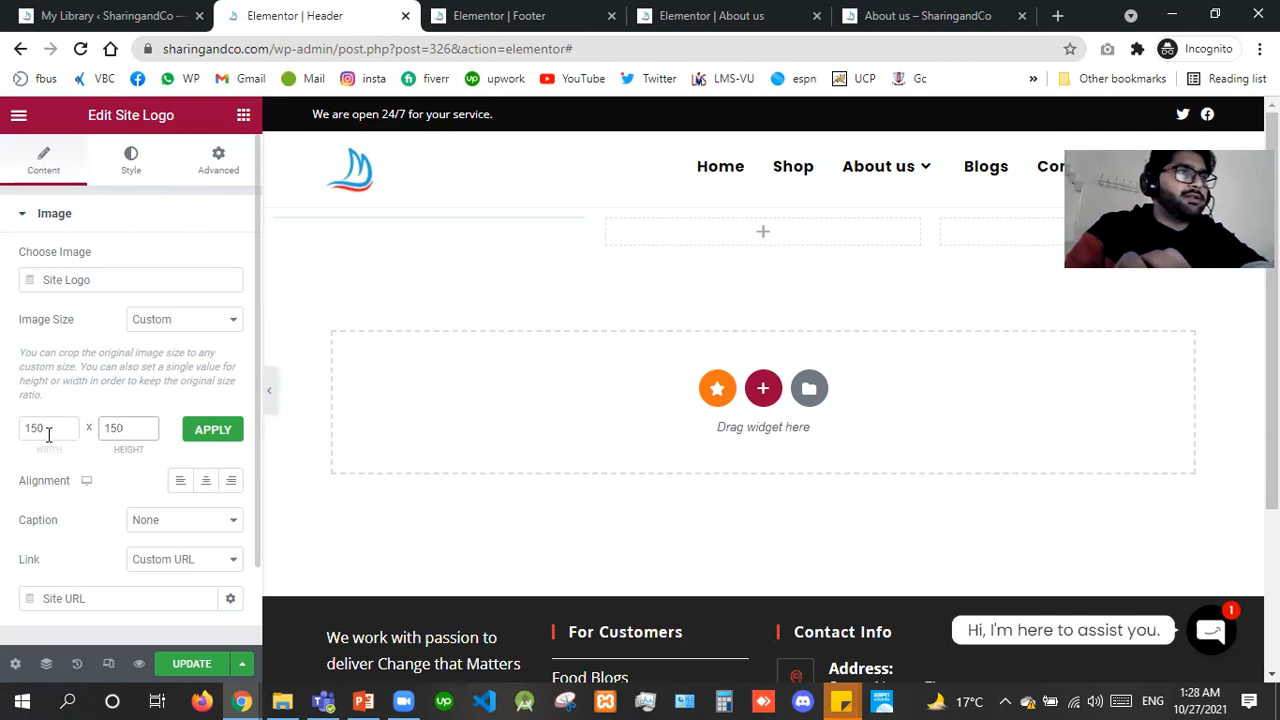 My Library ‹ SharingandCo —
Elementor | Header
Elementor | Footer
Elementor | About us
About us – SharingandCo
sharingandco.com/wp-admin/post.php?post=326&action=elementor#
Incognito
fbus
VBC
WP
Gmail
Mail
insta
fiverr
upwork
YouTube
Twitter
LMS-VU
espn
UCP
Gc
»
Other bookmarks
Reading list
Edit Site Logo
We are open 24/7 for your service.
Content
Style
Advanced
Home
Shop
About us
Blogs
Image
Choose Image
Site Logo
Image Size
Custom
You can crop the original image size to any
custom size. You can also set a single value for
height or width in order to keep the original size
ratio.
150
x
150
APPLY
WIDTH
HEIGHT
Drag widget here
Alignment
Caption
None
Link
Custom URL
Site URL
UPDATE
We work with passion to
deliver Change that Matters
For Customers
Food Blogs
Contact Info
Address:
Hi, I'm here to assist you.
1
17°C
ENG
1:28 AM
10/27/2021